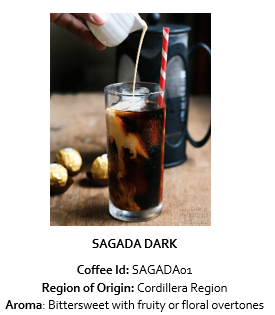 SAGADA DARK
Coffee Id: SAGADA01
Region of Origin: Cordillera Region
Aroma: Bittersweet with fruity or floral overtones